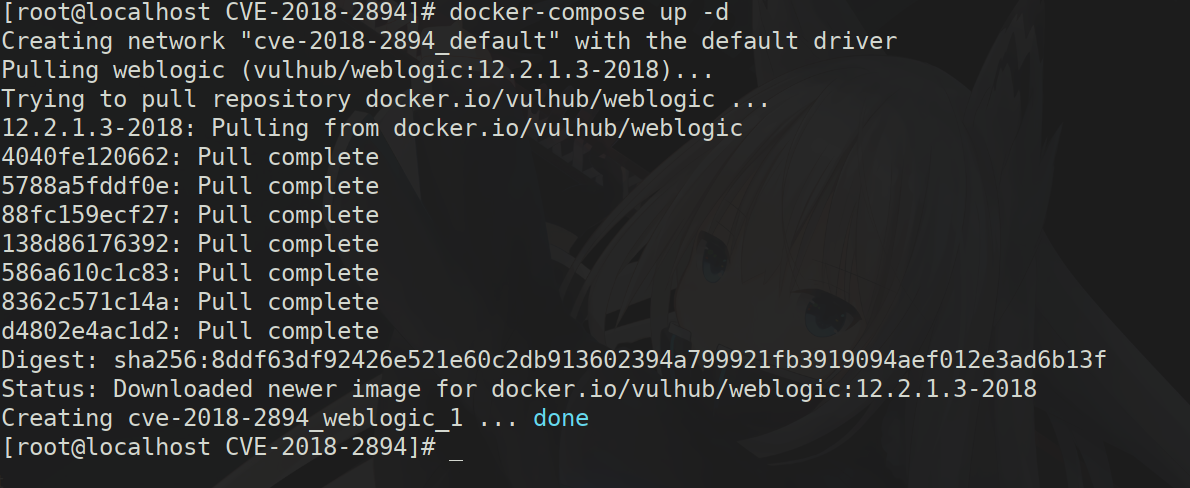 [root@localhost CVE-2018-2894]# docker-compose up -d
Creating network "cve-2018-2894_default" with the default driver
Pulling weblogic (vulhub/weblogic:12.2.1.3-2018)...
Trying to pull repository docker.io/vulhub/weblogic ...
12.2.1.3-2018: Pulling from docker.io/vulhub/weblogic
4040fe120662: Pull complete
5788a5fddf0e: Pull complete
88fc159ecf27: Pull complete
138d86176392: Pull complete
586a610c1c83: Pull complete
8362c571c14a: Pull complete
d4802e4ac1d2: Pull complete
Digest: sha256:8ddf63df92426e521e60c2db913602394a799921fb3919094aef012e3ad6b13f
Status: Downloaded newer image for docker.io/vulhub/weblogic:12.2.1.3-2018
Creating cve-2018-2894_weblogic_1 ... done
[root@localhost CVE-2018-2894]# _